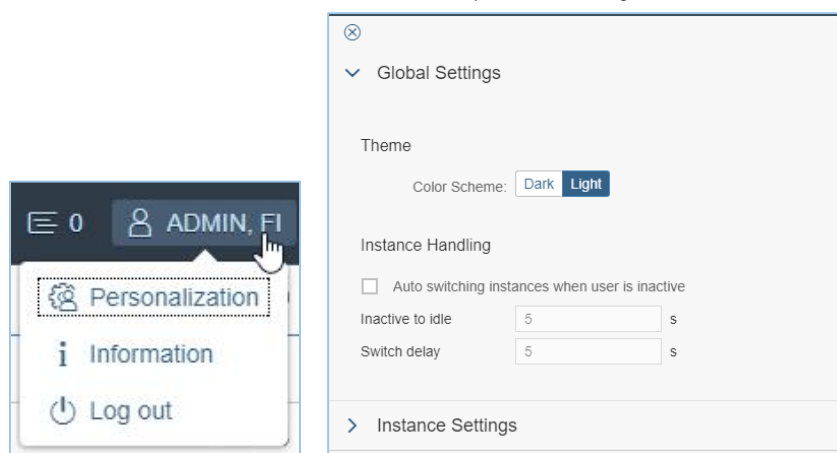 0 ADMIN, FI
Personalization
Information
Log out
Global Settings
Theme
Color Scheme: Dark Light
Instance Handling
Auto switching instances when user is inactive
Inactive to idle 5 s
Switch delay 5 s
Instance Settings